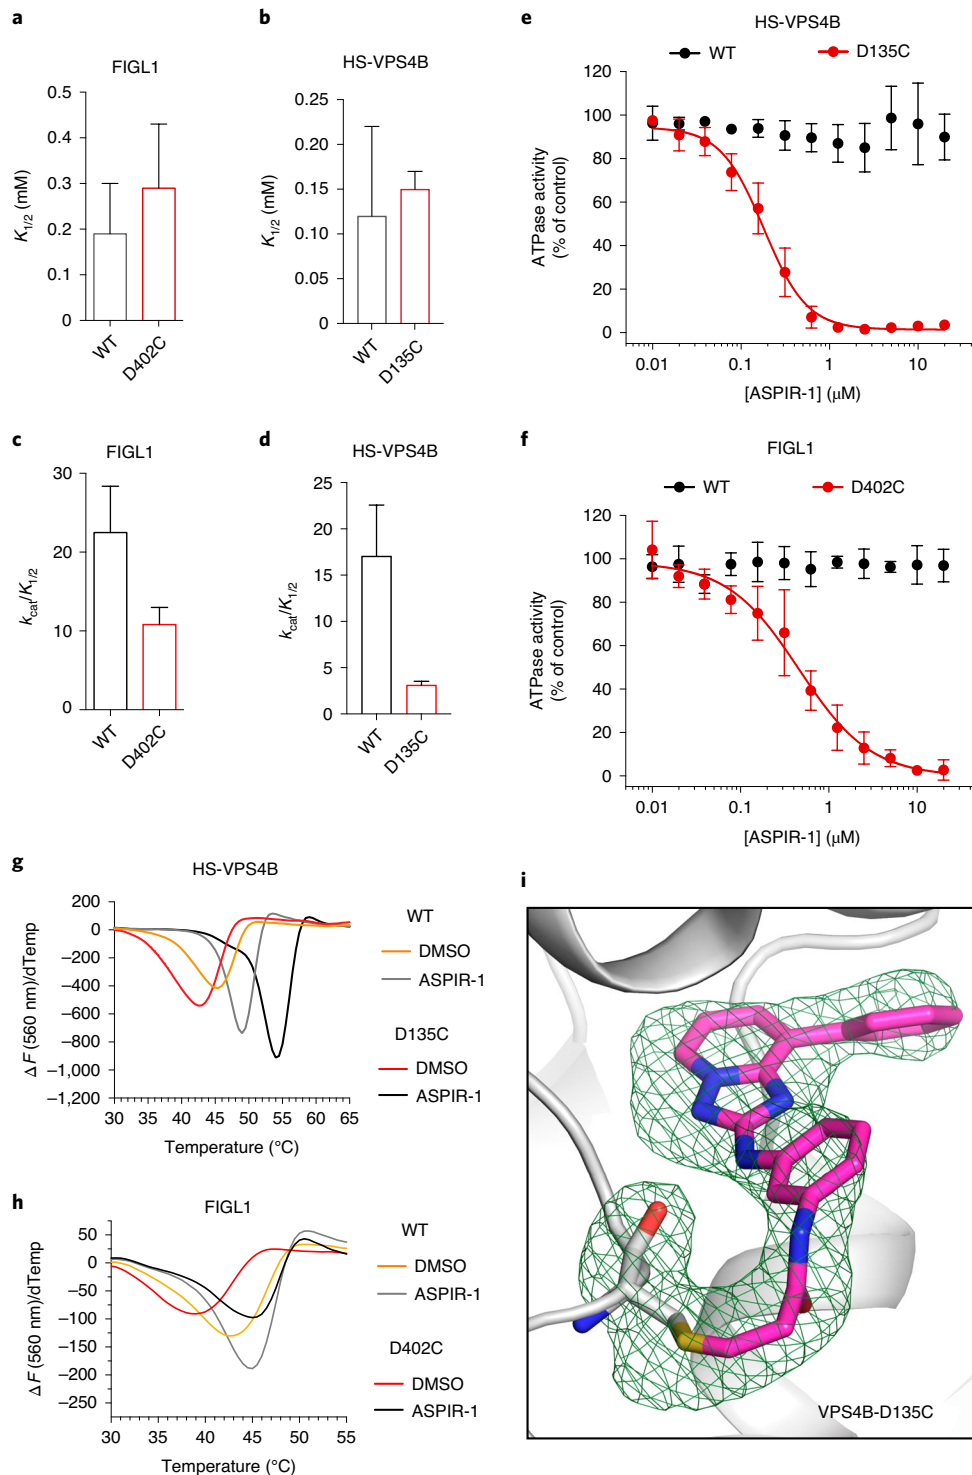 a
FIGL1
K1/2 (mM)
0.5
0.4
0.3
0.2
0.1
0
WT
D402C
b
HS-VPS4B
K1/2 (mM)
0.25
0.20
0.15
0.10
0.05
0
WT
D135C
c
FIGL1
kcat/K1/2
30
20
10
0
WT
D402C
d
HS-VPS4B
kcat/K1/2
25
20
15
10
5
0
WT
D135C
e
HS-VPS4B
WT
D135C
ATPase activity
(% of control)
120
100
80
60
40
20
0
0.01
0.1
1
10
[ASPIR-1] (μM)
f
FIGL1
WT
D402C
ATPase activity
(% of control)
120
100
80
60
40
20
0
0.01
0.1
1
10
[ASPIR-1] (μM)
g
HS-VPS4B
ΔF (560 nm)/dTemp
200
0
−200
−400
−600
−800
−1,000
−1,200
30
35
40
45
50
55
60
65
Temperature (°C)
WT
DMSO
ASPIR-1
D135C
DMSO
ASPIR-1
h
FIGL1
ΔF (560 nm)/dTemp
50
0
−50
−100
−150
−200
−250
30
35
40
45
50
55
Temperature (°C)
WT
DMSO
ASPIR-1
D402C
DMSO
ASPIR-1
i
VPS4B-D135C